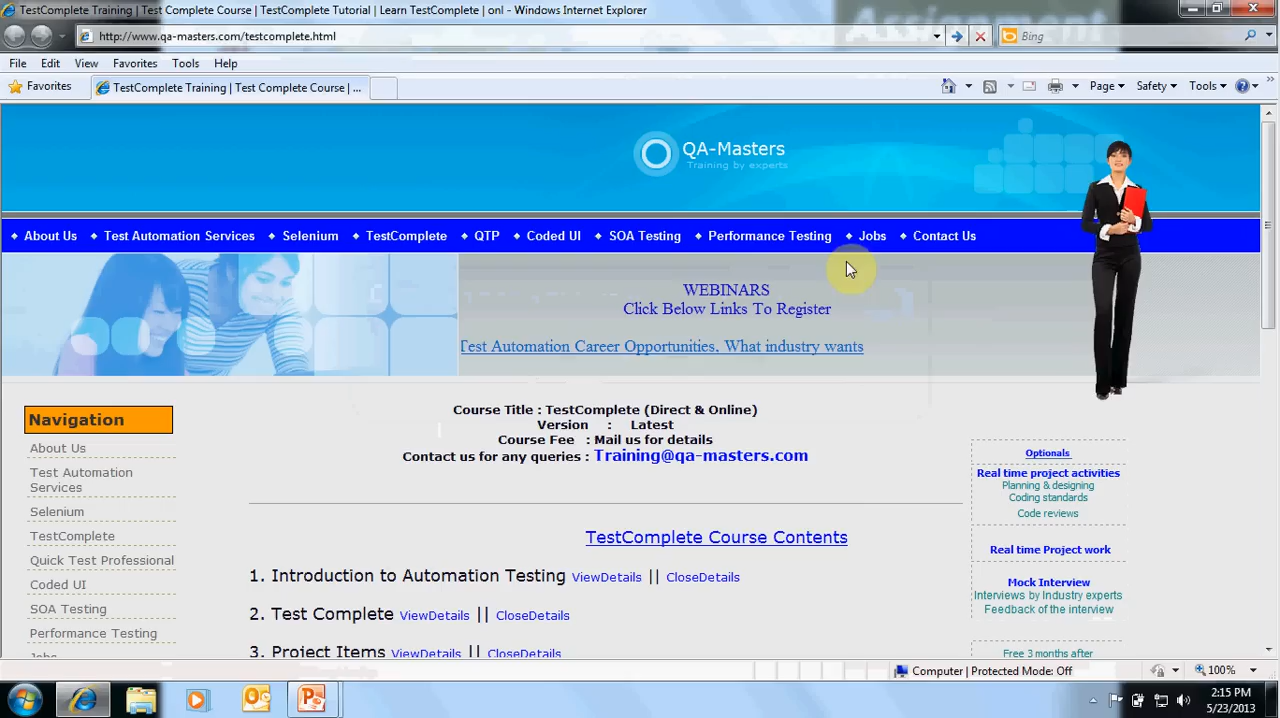 TestComplete Training | Test Complete Course | TestComplete Tutorial | Learn TestComplete | onl - Windows Internet Explorer
http://www.qa-masters.com/testcomplete.html
Bing
File Edit View Favorites Tools Help
Favorites
TestComplete Training | Test Complete Course | ...
Page Safety Tools
QA-Masters
Training by experts
About Us Test Automation Services Selenium TestComplete QTP Coded UI SOA Testing Performance Testing Jobs Contact Us
WEBINARS
Click Below Links To Register
Test Automation Career Opportunities, What industry wants
Navigation
About Us
Test Automation
Services
Selenium
TestComplete
Quick Test Professional
Coded UI
SOA Testing
Performance Testing
Jobs
Course Title : TestComplete (Direct & Online)
Version : Latest
Course Fee : Mail us for details
Contact us for any queries : Training@qa-masters.com
TestComplete Course Contents
1. Introduction to Automation Testing ViewDetails || CloseDetails
2. Test Complete ViewDetails || CloseDetails
3. Project Items ViewDetails || CloseDetails
Optionals
Real time project activities
Planning & designing
Coding standards
Code reviews
Real time Project work
Mock Interview
Interviews by Industry experts
Feedback of the interview
Free 3 months after
Computer | Protected Mode: Off
100%
2:15 PM
5/23/2013